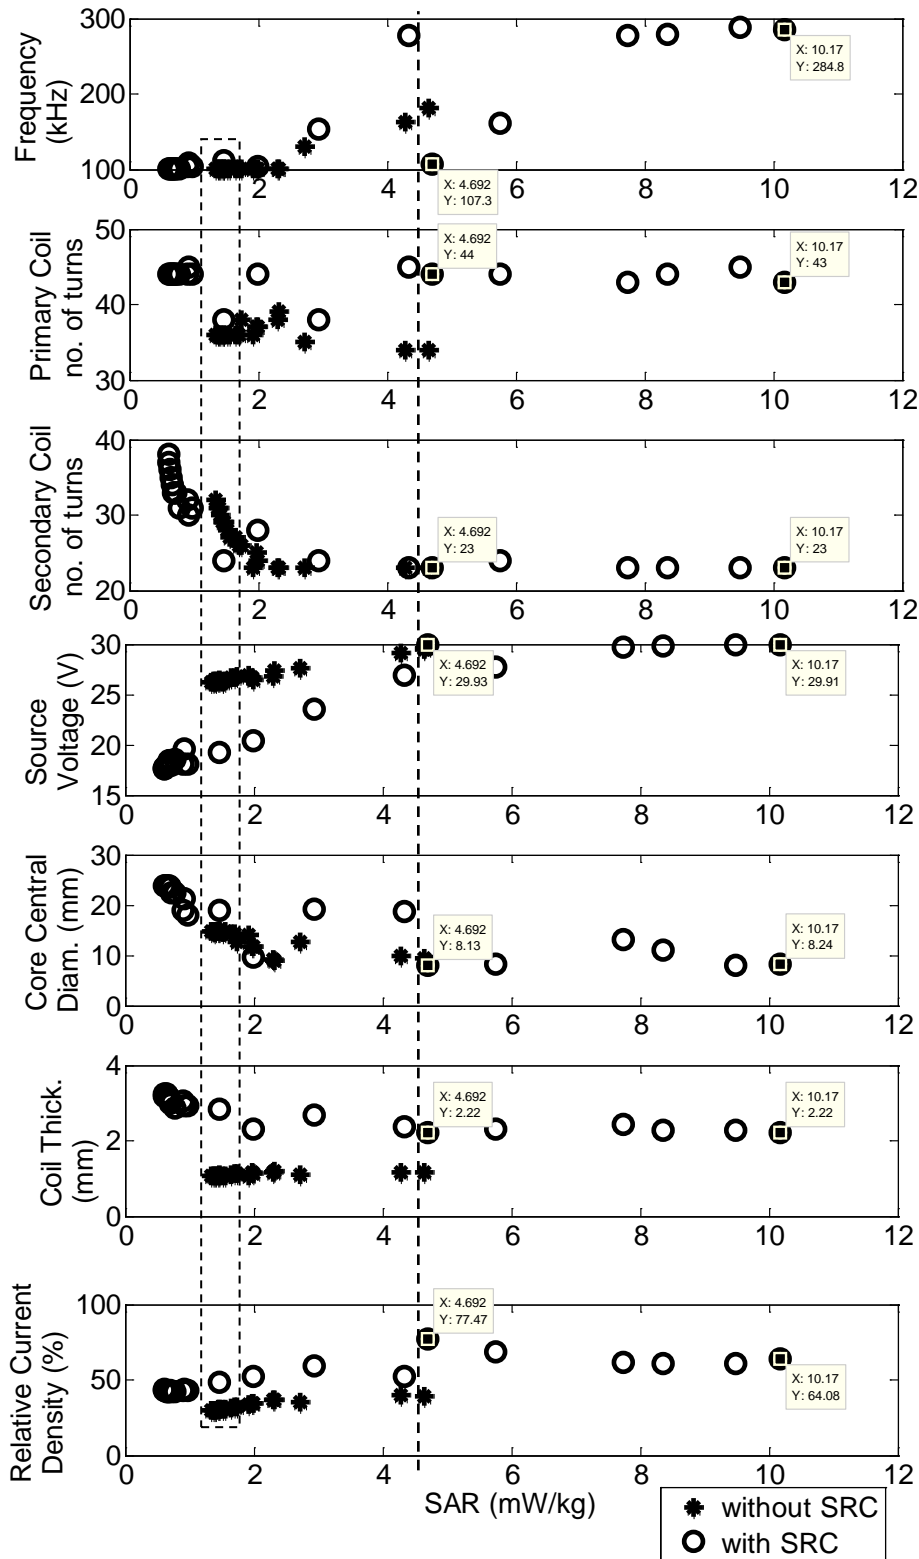 300
200
100
Frequency
(kHz)
X: 10.17
Y: 284.8
X: 4.692
Y: 107.3
0 2 4 6 8 10 12
50
40
30
Primary Coil
no. of turns
X: 4.692
Y: 44
X: 10.17
Y: 43
0 2 4 6 8 10 12
40
30
20
Secondary Coil
no. of turns
X: 4.692
Y: 23
X: 10.17
Y: 23
0 2 4 6 8 10 12
30
25
20
15
Source
Voltage (V)
X: 4.692
Y: 29.93
X: 10.17
Y: 29.91
0 2 4 6 8 10 12
30
20
10
0
Core Central
Diam. (mm)
X: 4.692
Y: 8.13
X: 10.17
Y: 8.24
0 2 4 6 8 10 12
4
2
0
Coil Thick.
(mm)
X: 4.692
Y: 2.22
X: 10.17
Y: 2.22
0 2 4 6 8 10 12
100
50
0
Relative Current
Density (%)
X: 4.692
Y: 77.47
X: 10.17
Y: 64.08
0 2 4 6 8 10 12
SAR (mW/kg)
without SRC
with SRC